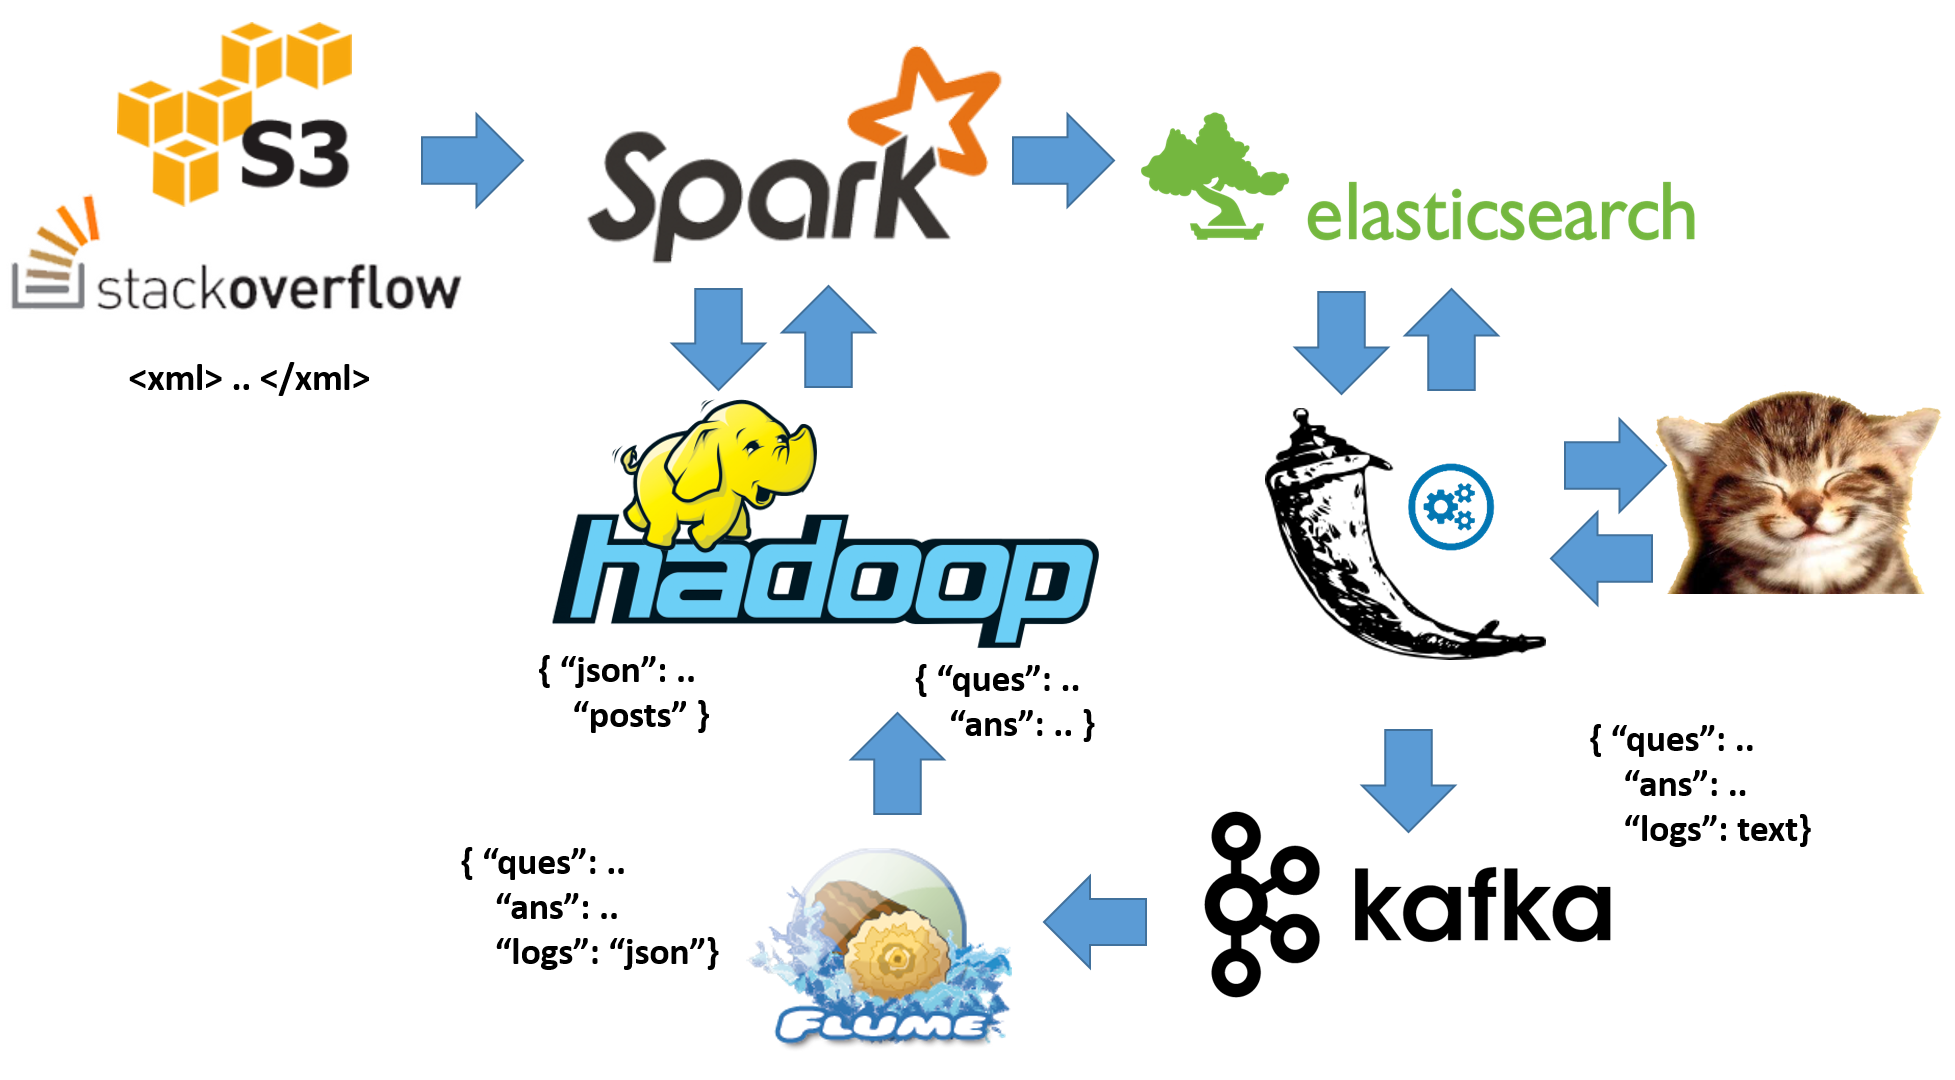 S3
stackoverflow
<xml> .. </xml>
Spark
elasticsearch
hadoop
{ “json”: ..
“posts” }
{ “ques”: ..
“ans”: .. }
{ “ques”: ..
“ans”: ..
“logs”: text}
{ “ques”: ..
“ans”: ..
“logs”: “json”}
FLUME
kafka